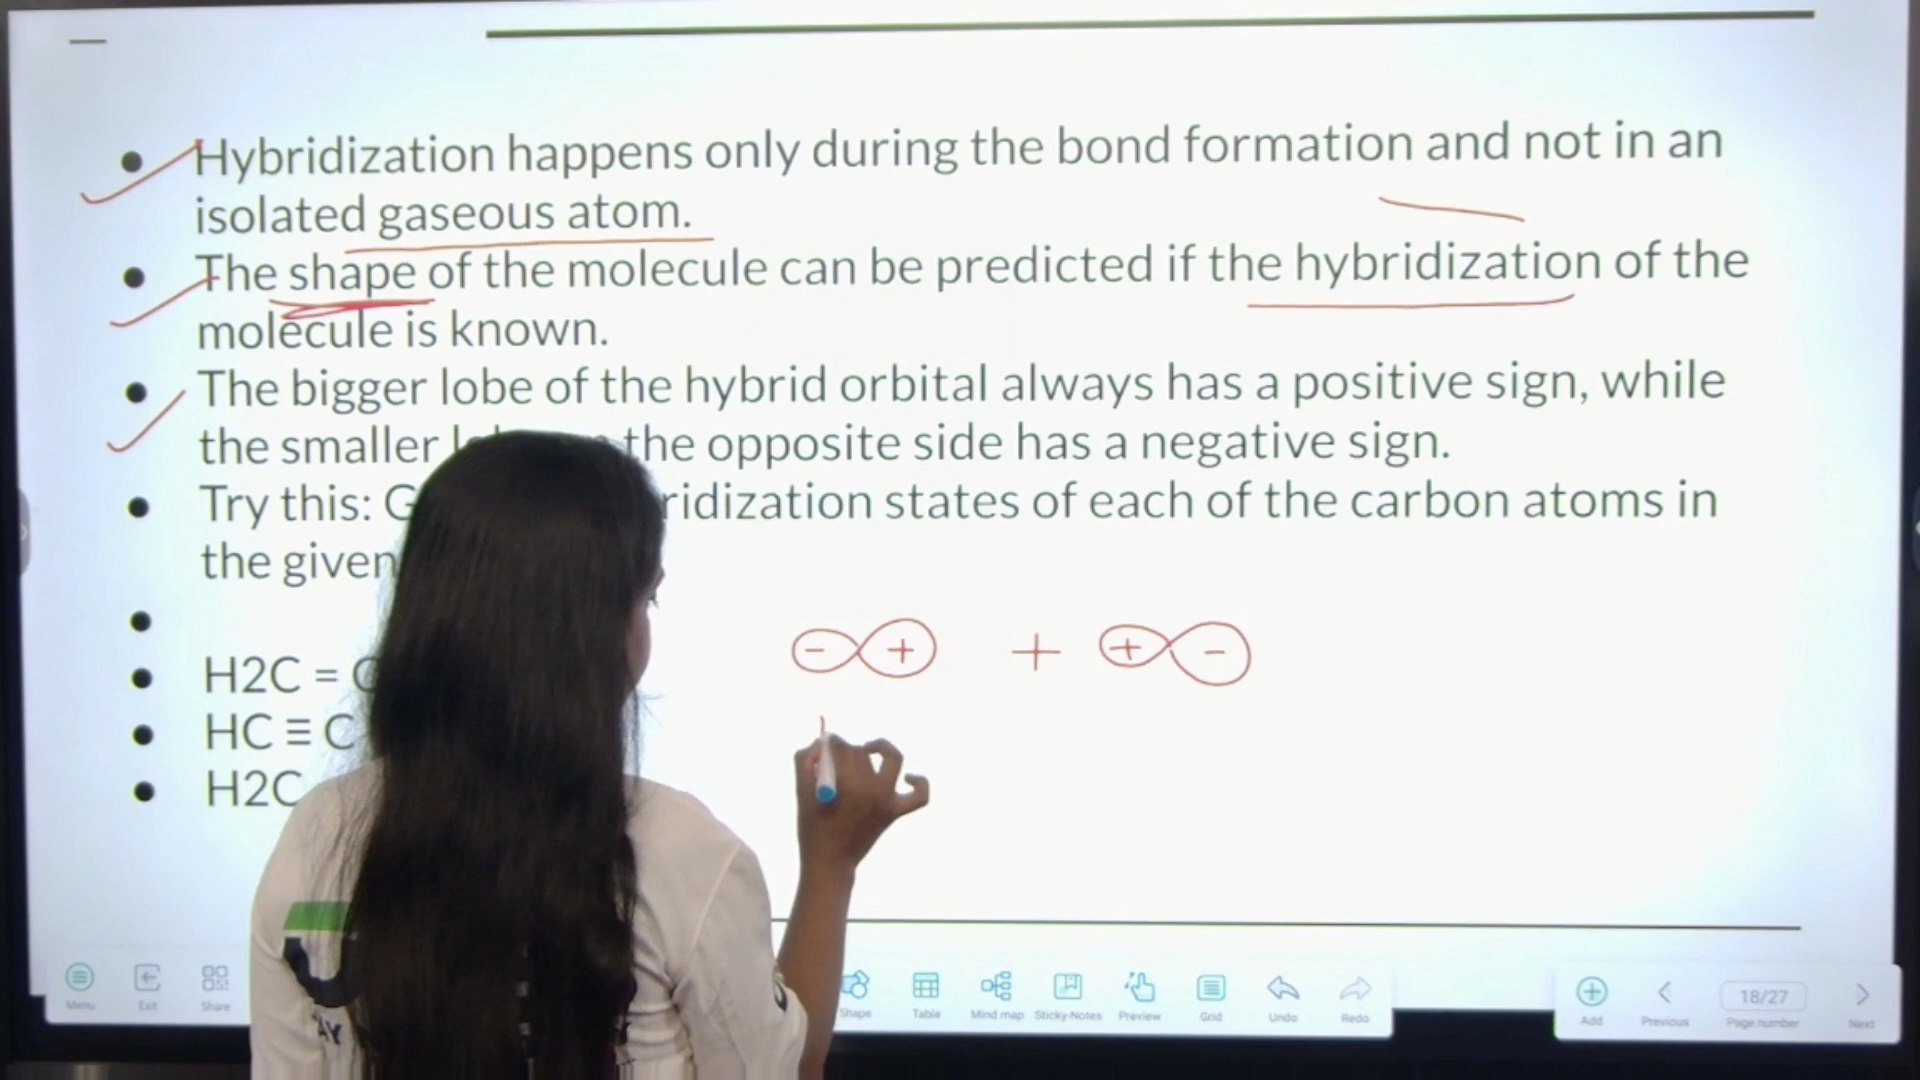 Hybridization happens only during the bond formation and not in an
isolated gaseous atom.
The shape of the molecule can be predicted if the hybridization of the
molecule is known.
The bigger lobe of the hybrid orbital always has a positive sign, while
the smaller the opposite side has a negative sign.
Try this: states of each of the carbon atoms in
the given
- + + + -
H2C =
HC ≡ C
H2C
Menu Exit Share Shape Table Mind map Sticky-Notes Preview Grid Undo Redo Add Previous 18/27 Page number Next